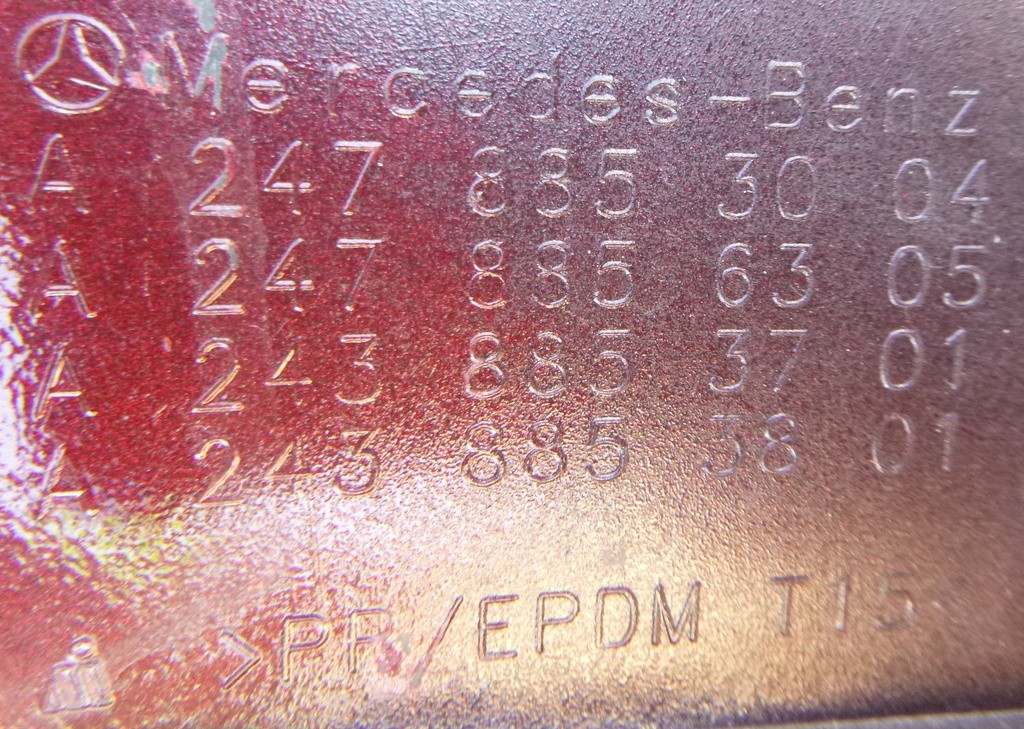 Mercedes-Benz
A 247 885 30 04
A 247 885 63 05
A 243 885 37 01
A 243 885 38 01
>PP/EPDM T15